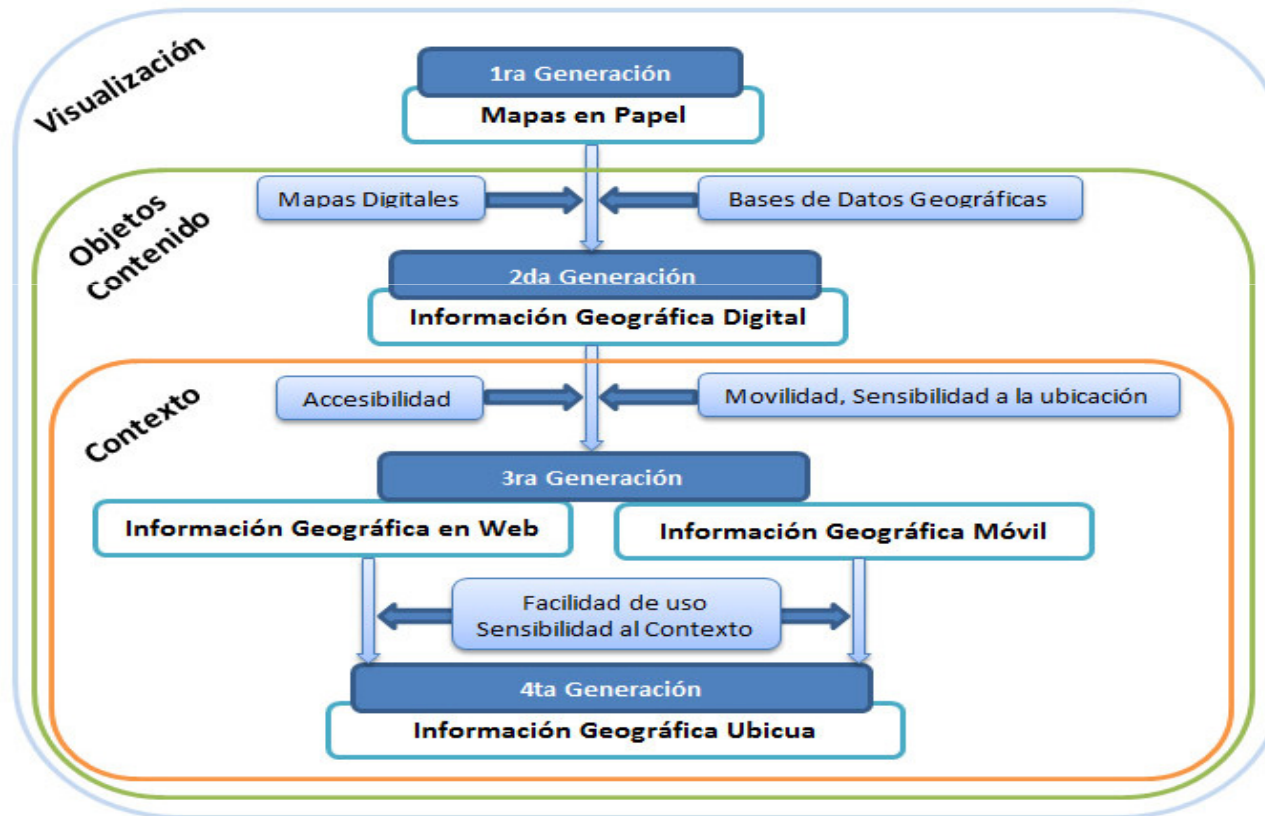 Visualización
1ra Generación
Mapas en Papel
Objetos
Contenido
Mapas Digitales
Bases de Datos Geográficas
2da Generación
Información Geográfica Digital
Contexto
Accesibilidad
Movilidad, Sensibilidad a la ubicación
3ra Generación
Información Geográfica en Web
Información Geográfica Móvil
Facilidad de uso
Sensibilidad al Contexto
4ta Generación
Información Geográfica Ubicua